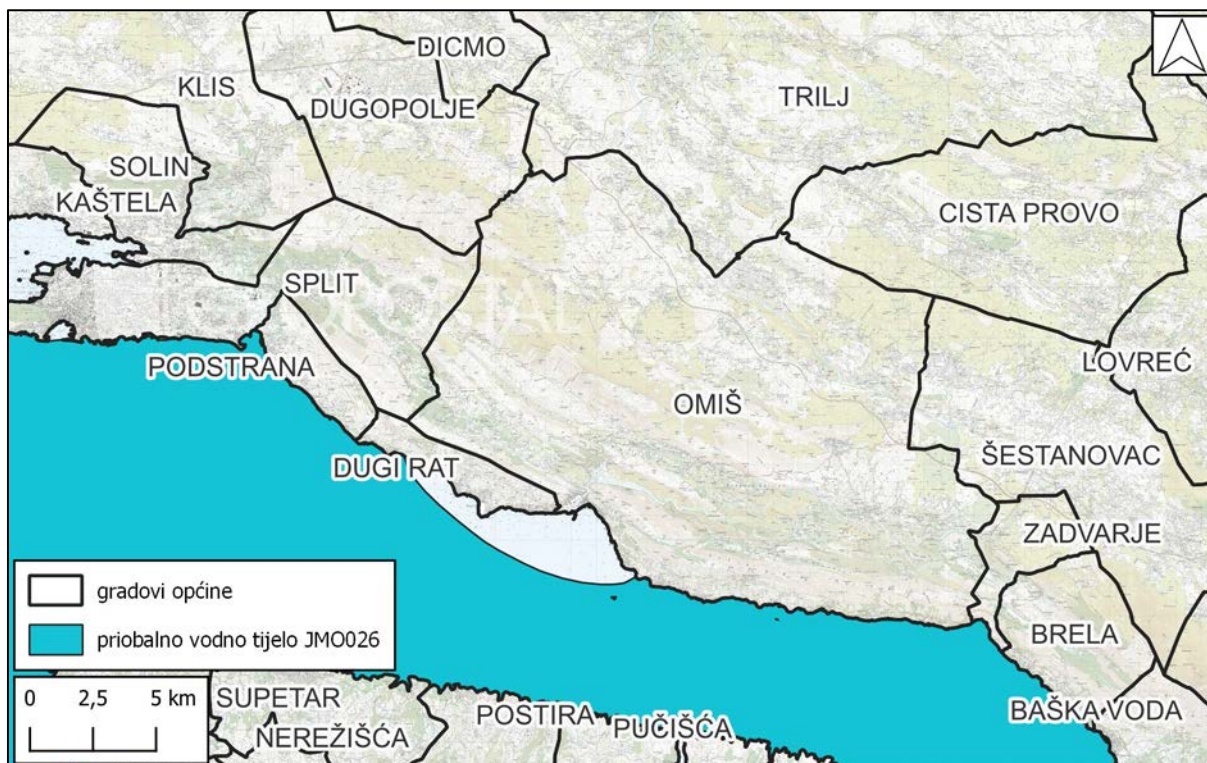 DICMO
KLIS
DUGOPOLJE
TRILJ
SOLIN
KAŠTELA
CISTA PROVO
SPLIT
PODSTRANA
LOVREĆ
OMIŠ
DUGI RAT
ŠESTANOVAC
ZADVARJE
gradovi općine
priobalno vodno tijelo JMO026
BRELA
0 2,5 5 km
SUPETAR
NEREŽIŠĆA
POSTIRA
PUČIŠĆA
BAŠKA VODA